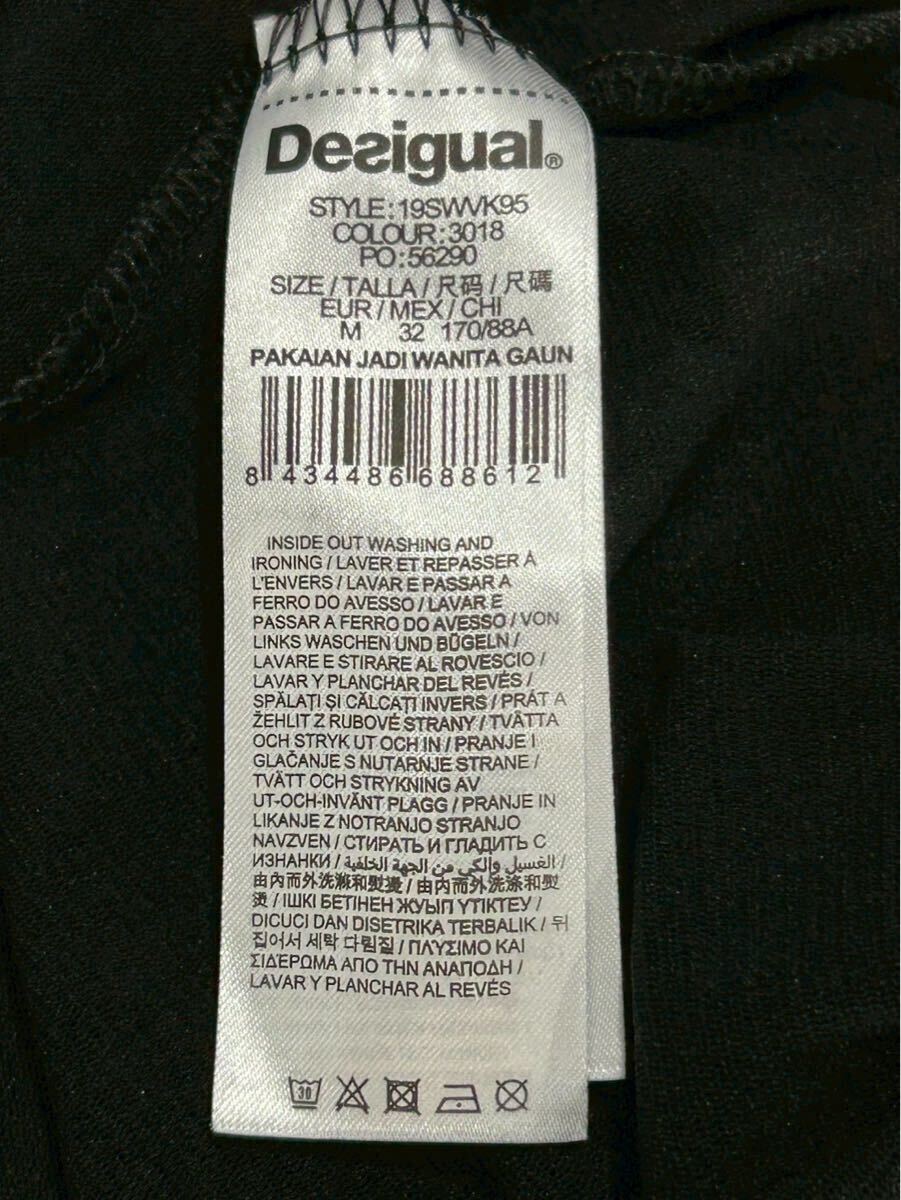 Desigual®
STYLE:19SWVK95
COLOUR:3018
PO:56290
SIZE/TALLA/尺码/尺碼
EUR/MEX/CHI
M 32 170/88A
PAKAIAN JADI WANITA GAUN
8 434486 688612
INSIDE OUT WASHING AND
IRONING / LAVER ET REPASSER À
L'ENVERS / LAVAR E PASSAR A
FERRO DO AVESSO / LAVAR E
PASSAR A FERRO DO AVESSO / VON
LINKS WASCHEN UND BÜGELN /
LAVARE E STIRARE AL ROVESCIO /
LAVAR Y PLANCHAR DEL REVÉS /
SPĂLAȚI ȘI CĂLCAȚI INVERS / PRÁT A
ŽEHLIT Z RUBOVÉ STRANY / TVÄTTA
OCH STRYK UT OCH IN / PRANJE I
GLAČANJE S NUTARNJE STRANE /
TVÄTT OCH STRYKNING AV
UT-OCH-INVÄNT PLAGG / PRANJE IN
LIKANJE Z NOTRANJO STRANJO
NAVZVEN / СТИРАТЬ И ГЛАДИТЬ С
ИЗНАНКИ / الغسيل والكي من الجهة الخلفية /
由內而外洗滌和熨燙 / 由内而外洗涤和熨
烫 / ІШКІ БЕТІНЕН ЖУЫП ҮТІКТЕУ /
DICUCI DAN DISETRIKA TERBALIK / 뒤
집어서 세탁 다림질 / ΠΛΥΣΙΜΟ ΚΑΙ
ΣΙΔΕΡΩΜΑ ΑΠΟ ΤΗΝ ΑΝΑΠΟΔΗ /
LAVAR Y PLANCHAR AL REVÉS
30